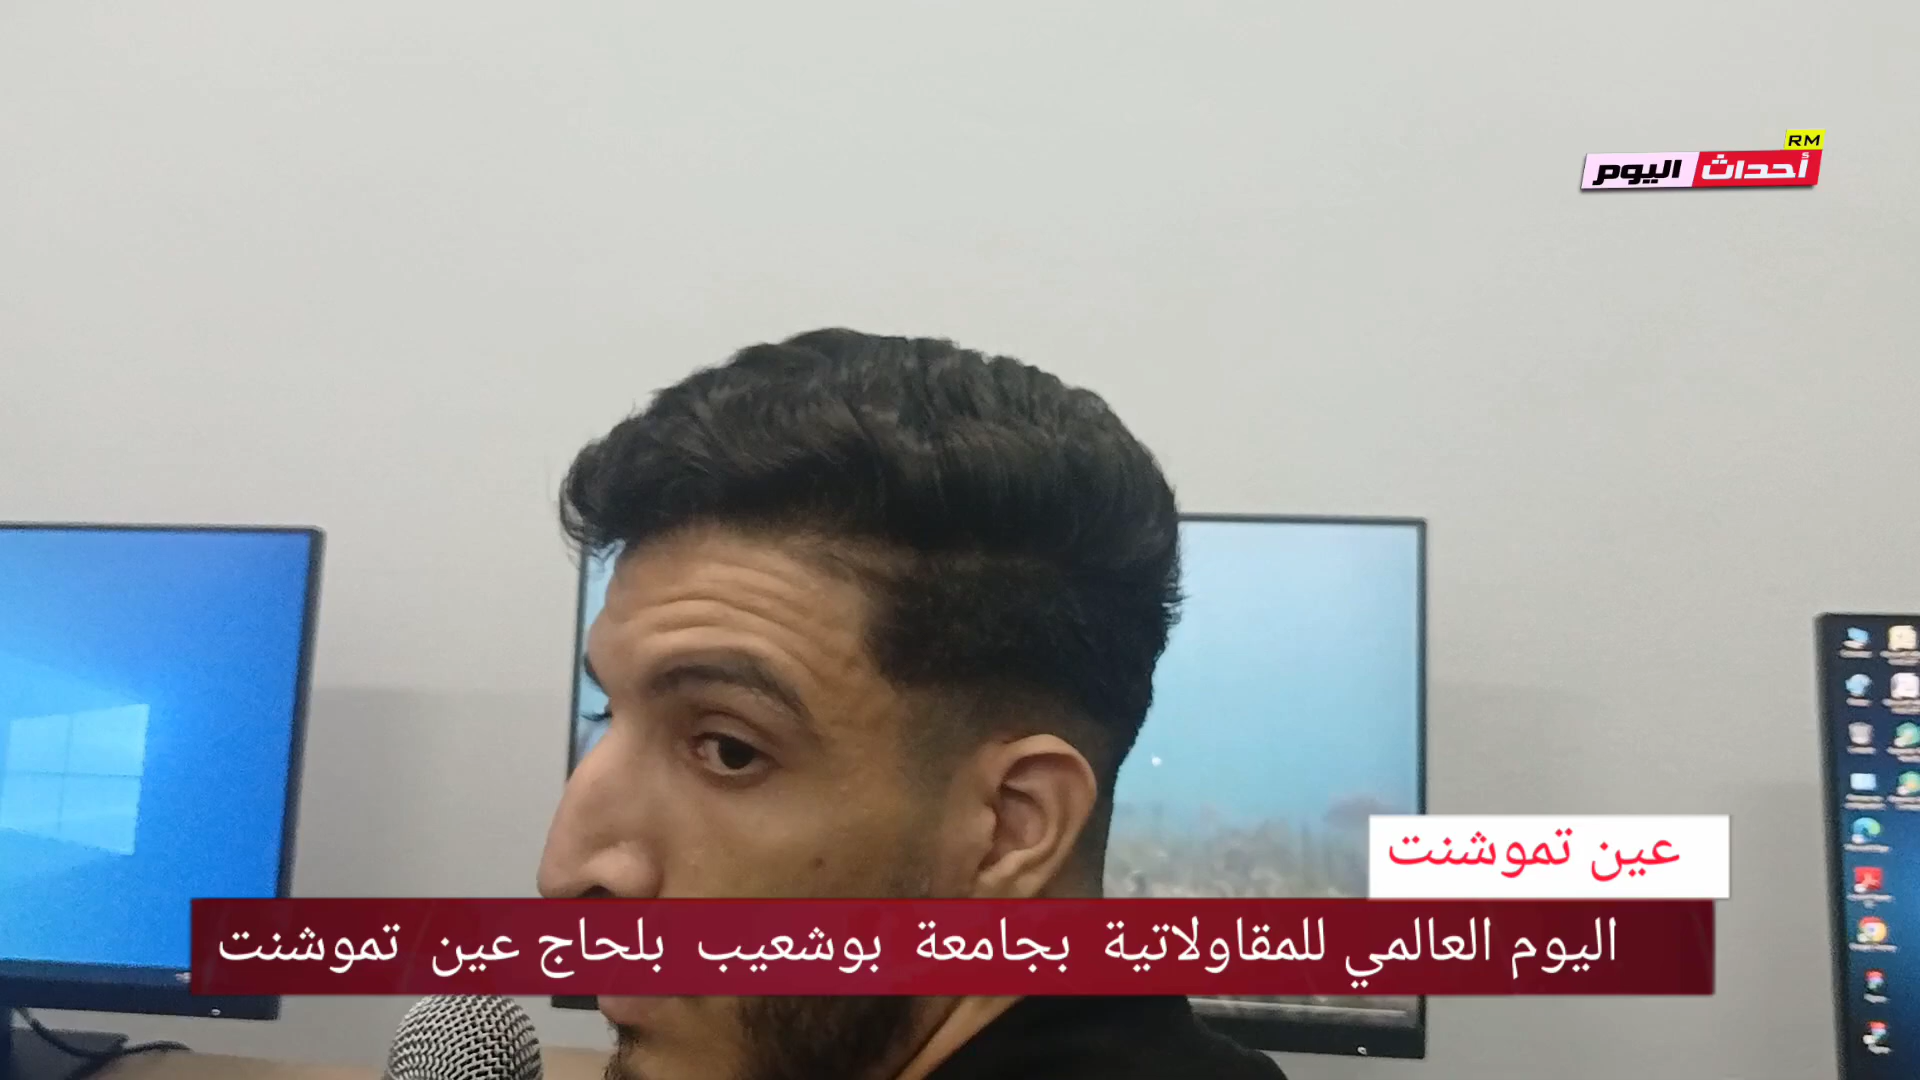 RM
أحداث اليوم
عين تموشنت
اليوم العالمي للمقاولاتية بجامعة بوشعيب بلحاج عين تموشنت